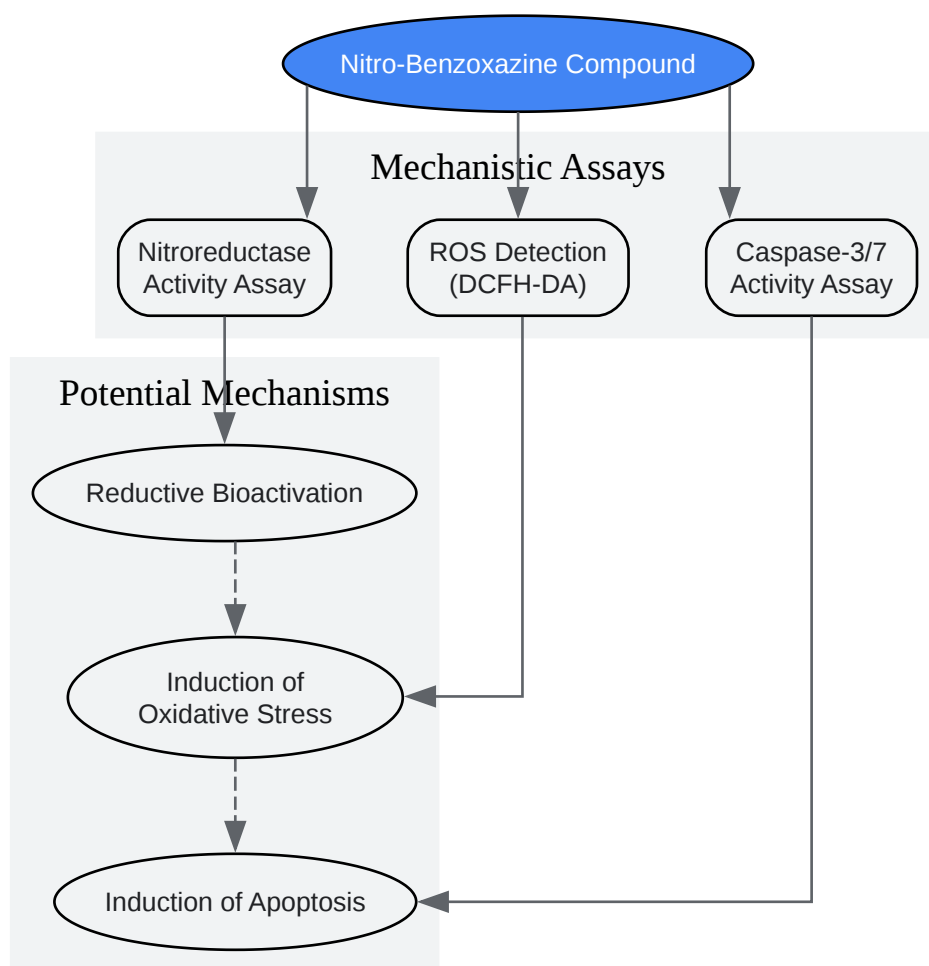 Nitro-Benzoxazine Compound
Mechanistic Assays
Nitroreductase
Activity Assay
ROS Detection
(DCFH-DA)
Caspase-3/7
Activity Assay
Potential Mechanisms
Reductive Bioactivation
Induction of
Oxidative Stress
Induction of Apoptosis